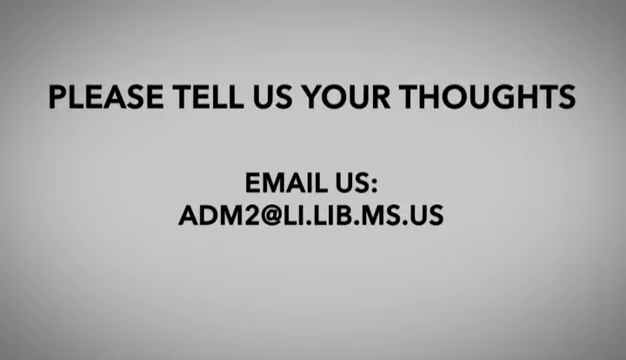 PLEASE TELL US YOUR THOUGHTS
EMAIL US:
ADM2@LI.LIB.MS.US